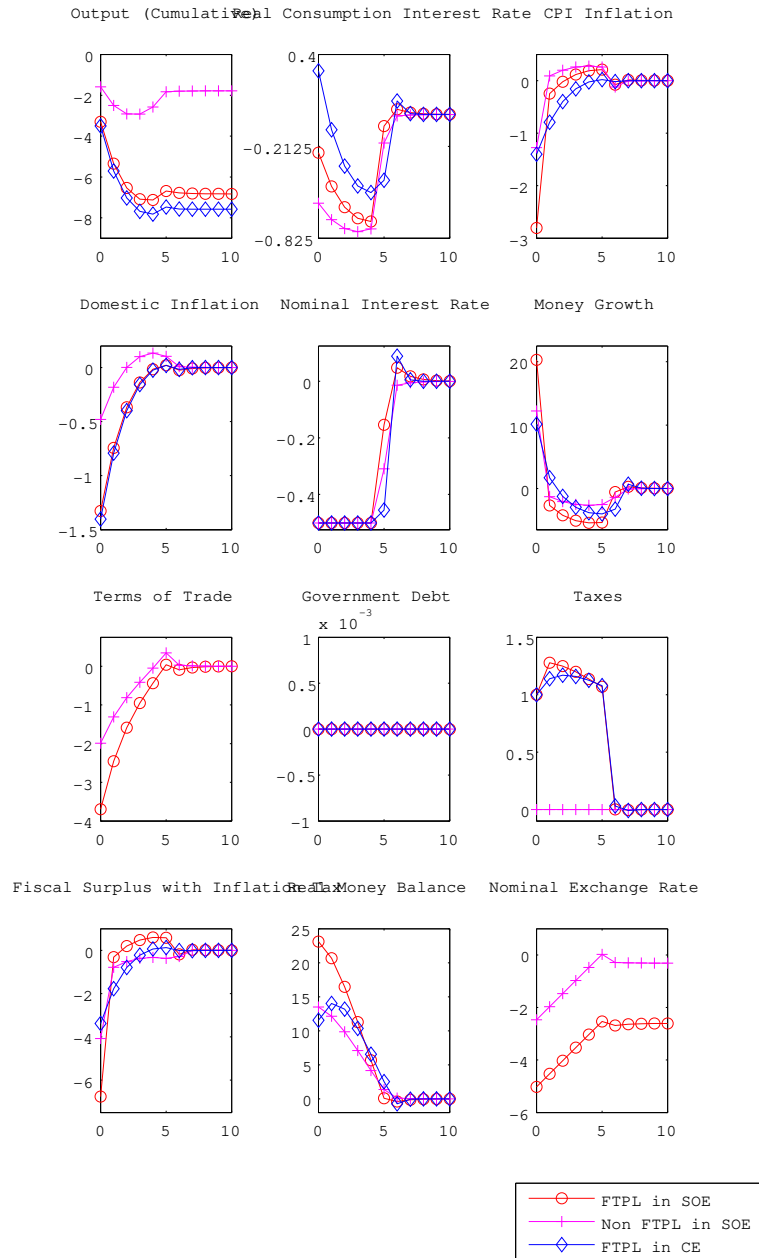 Output (Cumulative)
Real Consumption Interest Rate
CPI Inflation
0
−2
−4
−6
−8
0 5 10
0.4
−0.2125
−0.825
0 5 10
1
0
−1
−2
−3
0 5 10
Domestic Inflation
Nominal Interest Rate
Money Growth
0
−0.5
−1
−1.5
0 5 10
0
−0.2
−0.4
0 5 10
20
10
0
0 5 10
Terms of Trade
Government Debt
Taxes
0
−1
−2
−3
−4
0 5 10
x 10⁻³
1
0.5
0
−0.5
−1
0 5 10
1.5
1
0.5
0
0 5 10
Fiscal Surplus with Inflation Tax
Real Money Balance
Nominal Exchange Rate
0
−2
−4
−6
0 5 10
25
20
15
10
5
0
0 5 10
0
−2
−4
−6
0 5 10
FTPL in SOE
Non FTPL in SOE
FTPL in CE